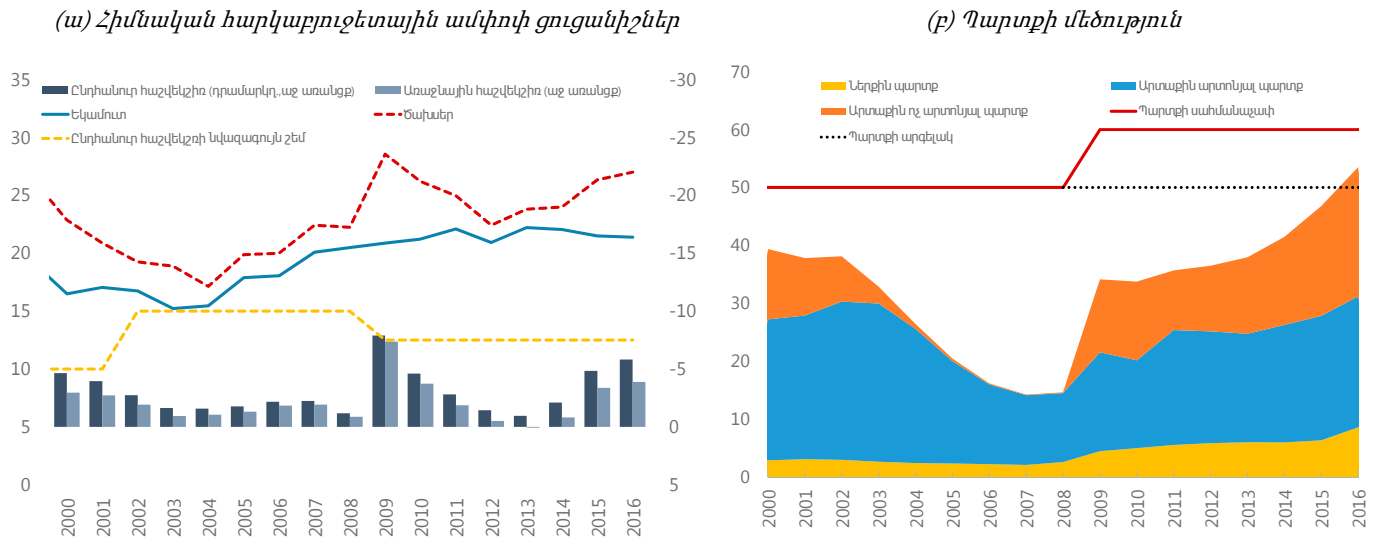 (ա) Հիմնական հարկաբյուջետային ամփոփ ցուցանիշներ
35
30
25
20
15
10
5
0
-30
-25
-20
-15
-10
-5
0
5
Ընդհանուր հաշվեկշիռ (դրամարկղ.,աջ առանցք)
Առաջնային հաշվեկշիռ (աջ առանցք)
Եկամուտ
Ծախսեր
Ընդհանուր հաշվեկշռի նվազագույն շեմ
2000 2001 2002 2003 2004 2005 2006 2007 2008 2009 2010 2011 2012 2013 2014 2015 2016
(բ) Պարտքի մեծություն
70
60
50
40
30
20
10
0
Ներքին պարտք
Արտաքին արտոնյալ պարտք
Արտաքին ոչ արտոնյալ պարտք
Պարտքի սահմանաչափ
Պարտքի արգելակ
2000 2001 2002 2003 2004 2005 2006 2007 2008 2009 2010 2011 2012 2013 2014 2015 2016